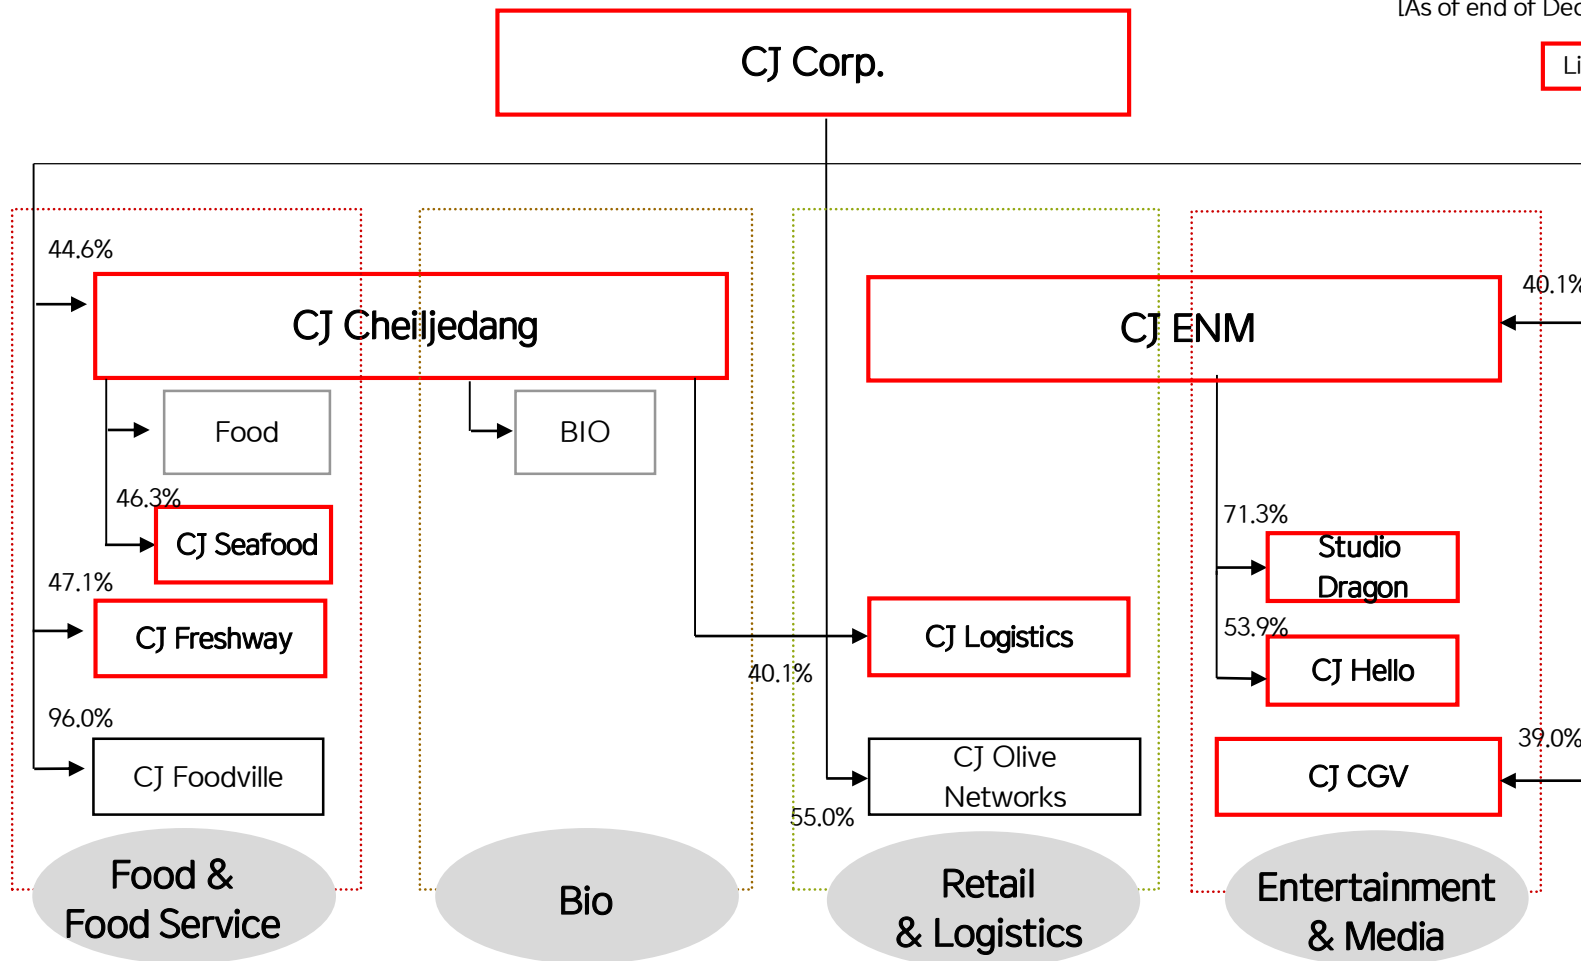 [As of end of Dec
CJ Corp.
Li
44.6%
40.1%
CJ Cheiljedang
CJ ENM
Food
BIO
46.3%
CJ Seafood
71.3%
Studio
Dragon
47.1%
CJ Freshway
CJ Logistics
53.9%
CJ Hello
40.1%
96.0%
CJ Foodville
CJ Olive
Networks
39.0%
CJ CGV
55.0%
Food &
Food Service
Bio
Retail
& Logistics
Entertainment
& Media